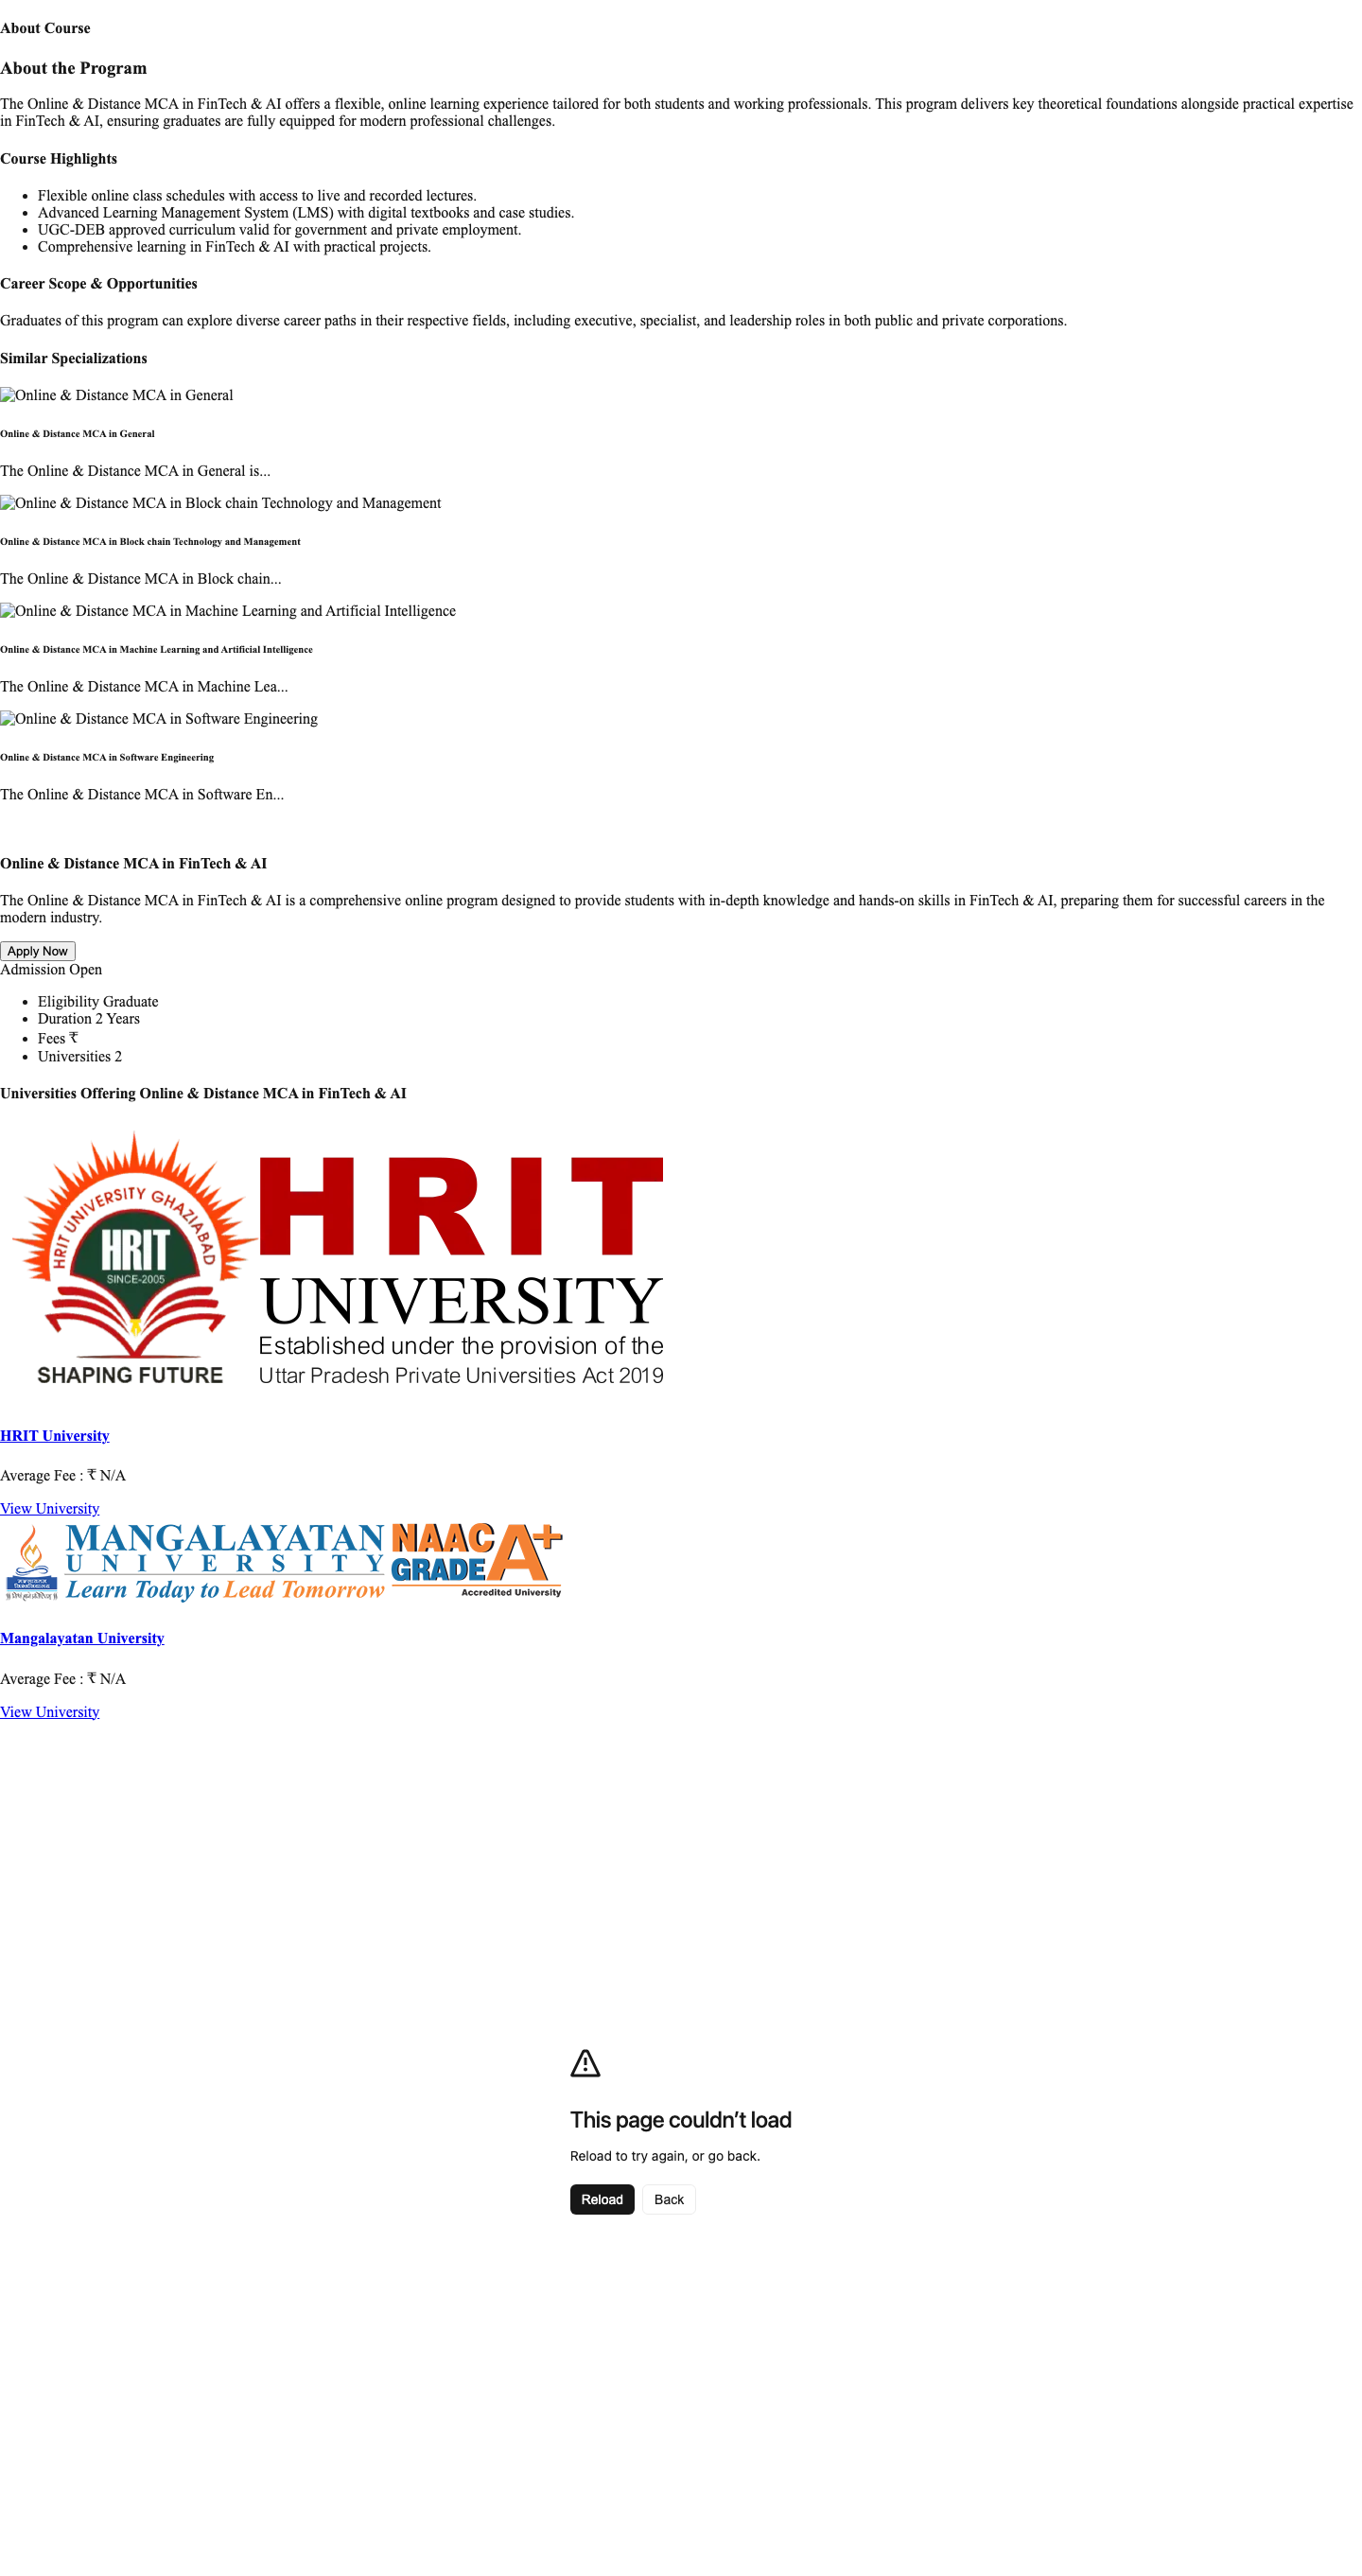 About Course
About the Program
The Online & Distance MCA in FinTech & AI offers a flexible, online learning experience tailored for both students and working professionals. This program delivers key theoretical foundations alongside practical expertise
in FinTech & AI, ensuring graduates are fully equipped for modern professional challenges.
Course Highlights
Flexible online class schedules with access to live and recorded lectures.
Advanced Learning Management System (LMS) with digital textbooks and case studies.
UGC-DEB approved curriculum valid for government and private employment.
Comprehensive learning in FinTech & AI with practical projects.
Career Scope & Opportunities
Graduates of this program can explore diverse career paths in their respective fields, including executive, specialist, and leadership roles in both public and private corporations.
Similar Specializations
Online & Distance MCA in General
Online & Distance MCA in General
The Online & Distance MCA in General is...
Online & Distance MCA in Block chain Technology and Management
Online & Distance MCA in Block chain Technology and Management
The Online & Distance MCA in Block chain...
Online & Distance MCA in Machine Learning and Artificial Intelligence
Online & Distance MCA in Machine Learning and Artificial Intelligence
The Online & Distance MCA in Machine Lea...
Online & Distance MCA in Software Engineering
Online & Distance MCA in Software Engineering
The Online & Distance MCA in Software En...
Online & Distance MCA in FinTech & AI
The Online & Distance MCA in FinTech & AI is a comprehensive online program designed to provide students with in-depth knowledge and hands-on skills in FinTech & AI, preparing them for successful careers in the
modern industry.
Apply Now
Admission Open
Eligibility Graduate
Duration 2 Years
Fees ₹
Universities 2
Universities Offering Online & Distance MCA in FinTech & AI
HRIT UNIVERSITY GHAZIABAD
HRIT
SINCE-2005
SHAPING FUTURE
HRIT
UNIVERSITY
Established under the provision of the
Uttar Pradesh Private Universities Act 2019
HRIT University
Average Fee : ₹ N/A
View University
MANGALAYATAN
UNIVERSITY
Learn Today to Lead Tomorrow
NAAC
GRADE A+
Accredited University
Mangalayatan University
Average Fee : ₹ N/A
View University
This page couldn’t load
Reload to try again, or go back.
Reload
Back